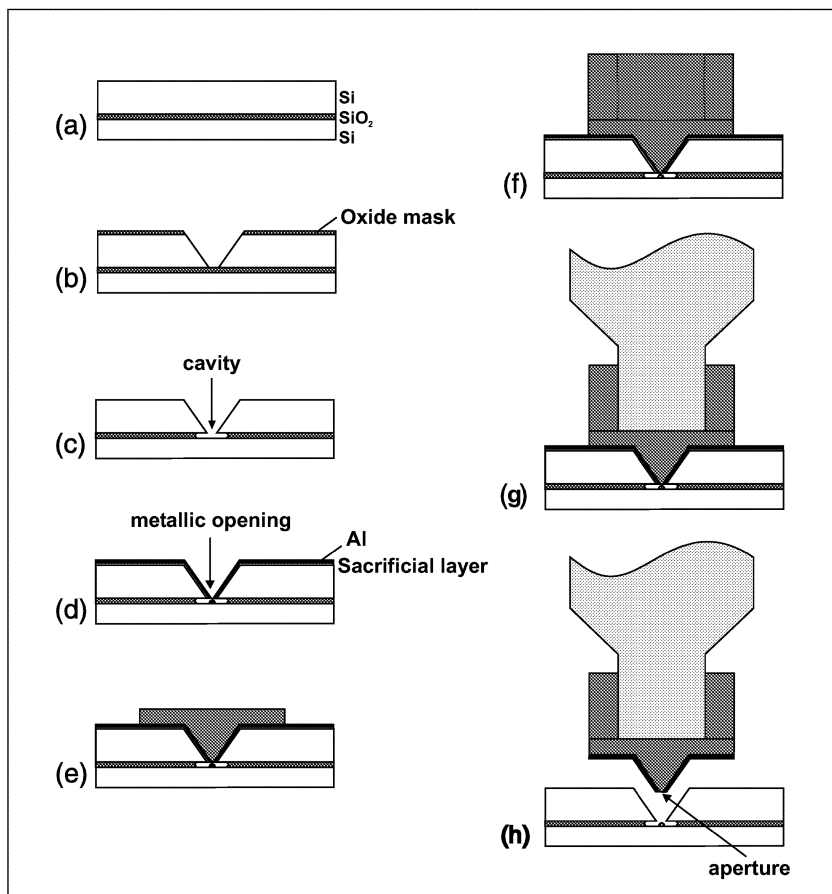 (a)
Si
SiO₂
Si
(b)
Oxide mask
(c)
cavity
(d)
metallic opening
Al
Sacrificial layer
(e)
(f)
(g)
(h)
aperture